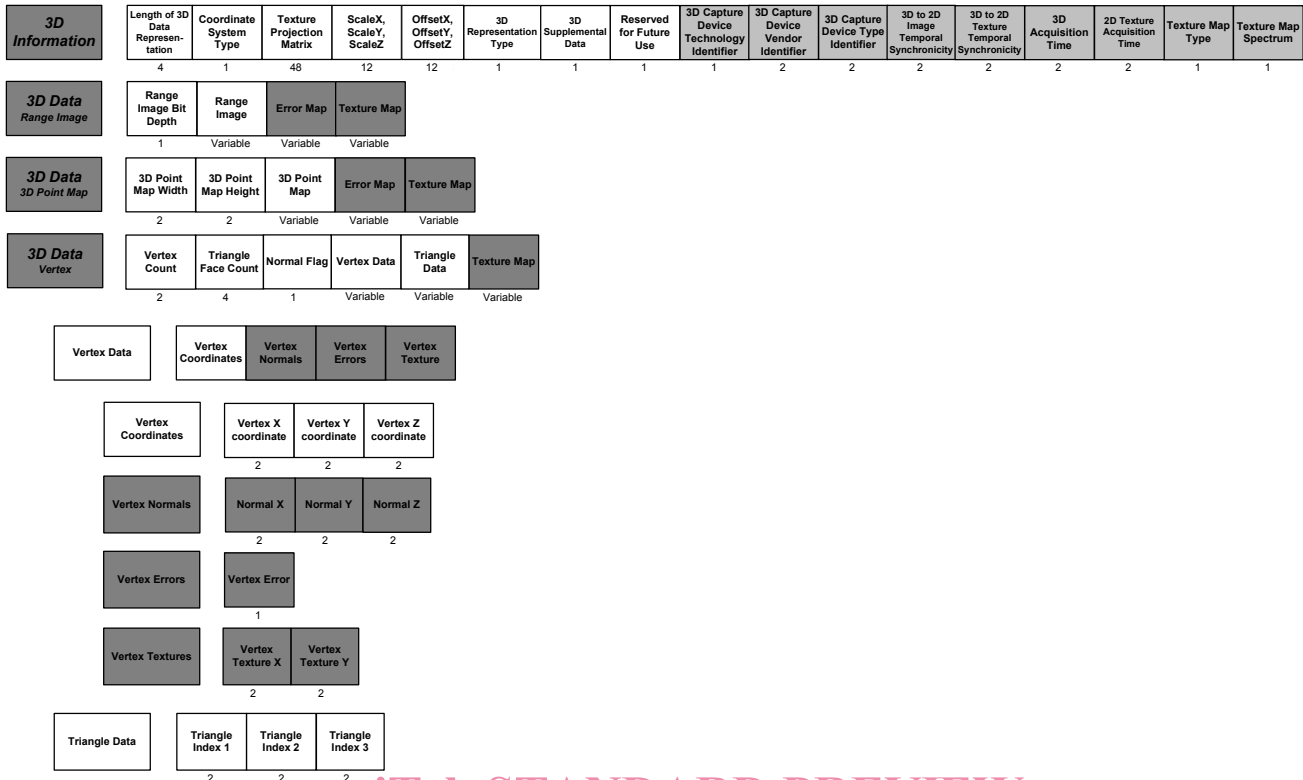 3D Information
Length of 3D Data Represen-tation
Coordinate System Type
Texture Projection Matrix
ScaleX, ScaleY, ScaleZ
OffsetX, OffsetY, OffsetZ
3D Representation Type
3D Supplemental Data
Reserved for Future Use
3D Capture Device Technology Identifier
3D Capture Device Vendor Identifier
3D Capture Device Type Identifier
3D to 2D Image Temporal Synchronicity
3D to 2D Texture Temporal Synchronicity
3D Acquisition Time
2D Texture Acquisition Time
Texture Map Type
Texture Map Spectrum
4 1 48 12 12 1 1 1 1 2 2 2 2 2 2 1 1
3D Data Range Image
Range Image Bit Depth
Range Image
Error Map
Texture Map
1 Variable Variable Variable
3D Data 3D Point Map
3D Point Map Width
3D Point Map Height
3D Point Map
Error Map
Texture Map
2 2 Variable Variable Variable
3D Data Vertex
Vertex Count
Triangle Face Count
Normal Flag
Vertex Data
Triangle Data
Texture Map
2 4 1 Variable Variable Variable
Vertex Data
Vertex Coordinates
Vertex Normals
Vertex Errors
Vertex Texture
Vertex Coordinates
Vertex X coordinate
Vertex Y coordinate
Vertex Z coordinate
2 2 2
Vertex Normals
Normal X
Normal Y
Normal Z
2 2 2
Vertex Errors
Vertex Error
1
Vertex Textures
Vertex Texture X
Vertex Texture Y
2 2
Triangle Data
Triangle Index 1
Triangle Index 2
Triangle Index 3
2 2 2
STANDARD PREVIEW